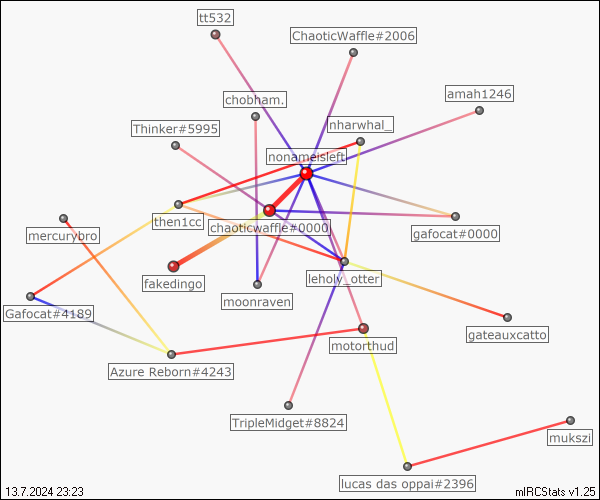 tt532
ChaoticWaffle#2006
amah1246
chobham.
nharwhal_
Thinker#5995
nonameisleft
then1cc
chaoticwaffle#0000
gafocat#0000
mercurybro
fakedingo
moonraven
leholy_otter
Gafocat#4189
gateauxcatto
motorthud
Azure Reborn#4243
TripleMidget#8824
mukszi
lucas das oppai#2396
13.7.2024 23:23
mIRCStats v1.25